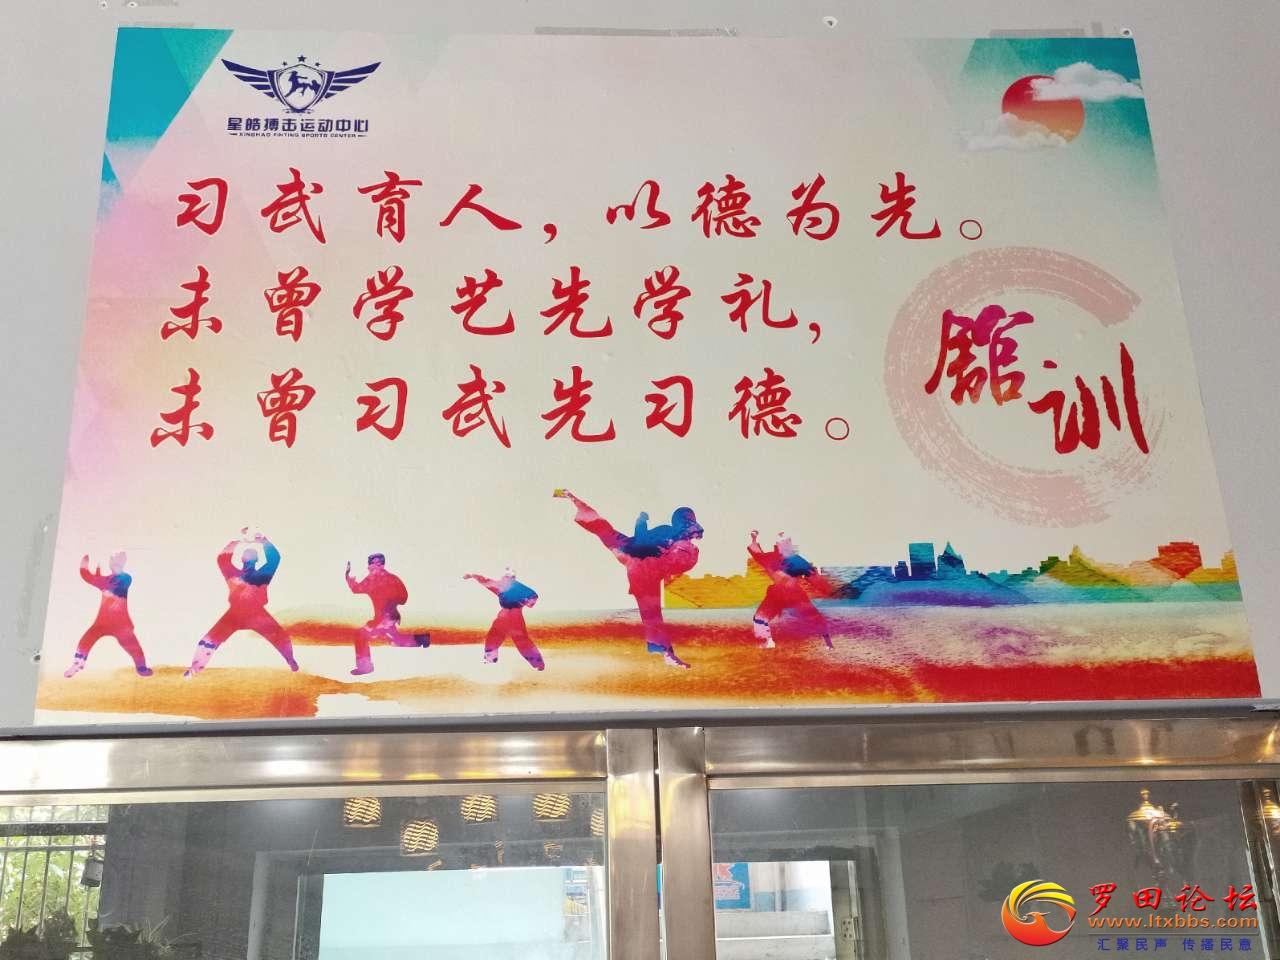 星皓搏击运动中心
XINGHAO FIHTING SPORTS CENTER
习武育人，以德为先。
未曾学艺先学礼，
未曾习武先习德。
舘训
罗田论坛
www.ltxbbs.com
汇聚民声 传播民意